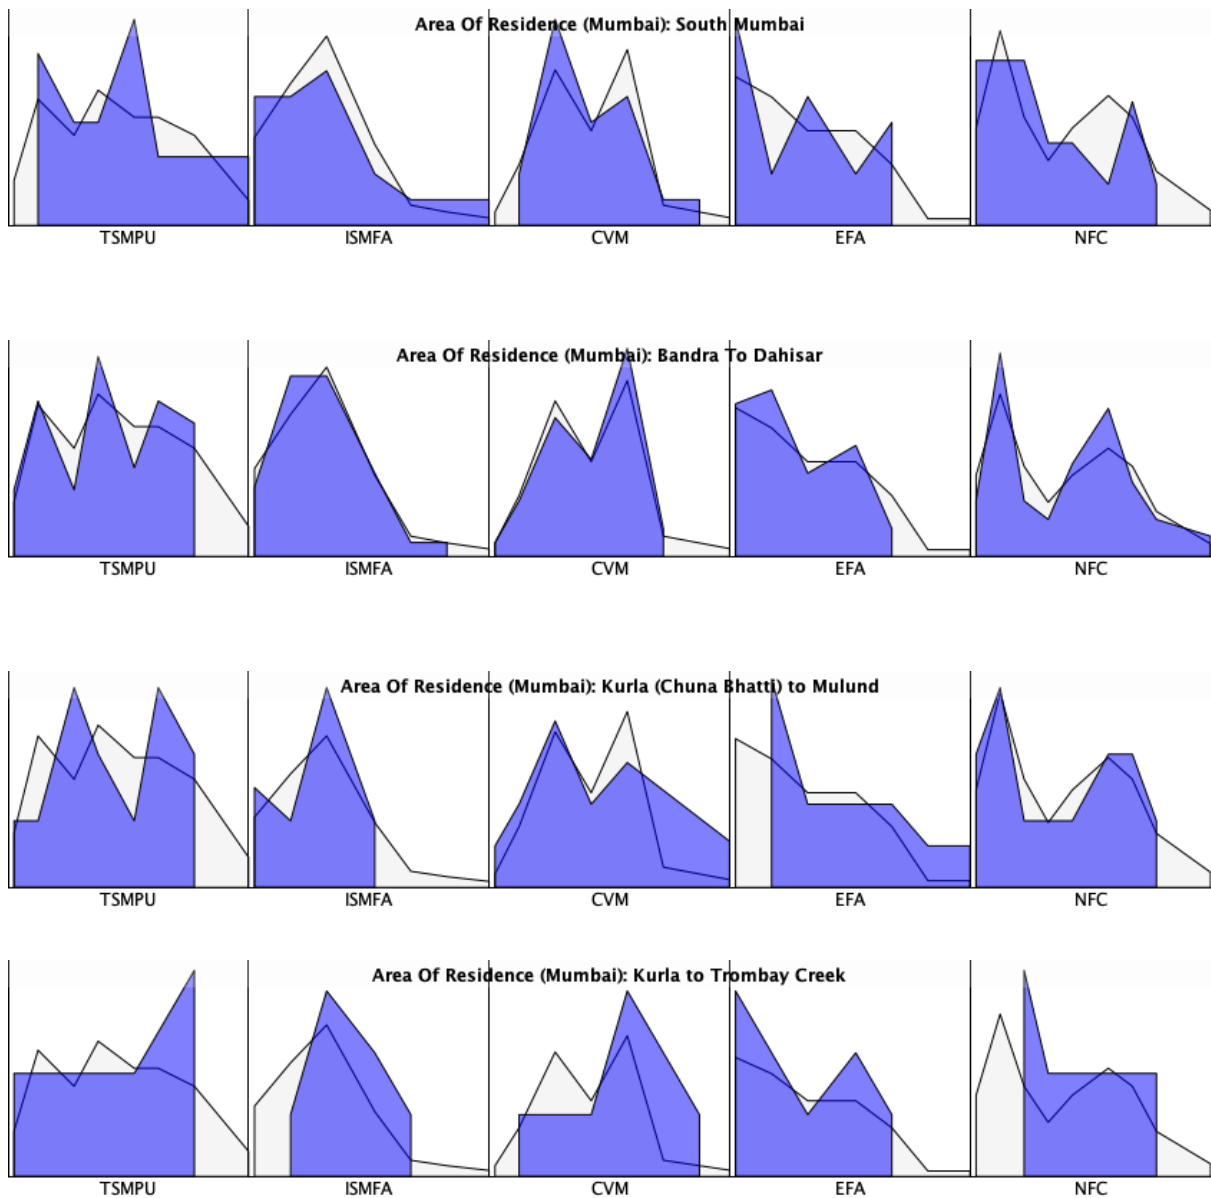 Area Of Residence (Mumbai): South Mumbai
TSMPU ISMFA CVM EFA NFC
Area Of Residence (Mumbai): Bandra To Dahisar
TSMPU ISMFA CVM EFA NFC
Area Of Residence (Mumbai): Kurla (Chuna Bhatti) to Mulund
TSMPU ISMFA CVM EFA NFC
Area Of Residence (Mumbai): Kurla to Trombay Creek
TSMPU ISMFA CVM EFA NFC